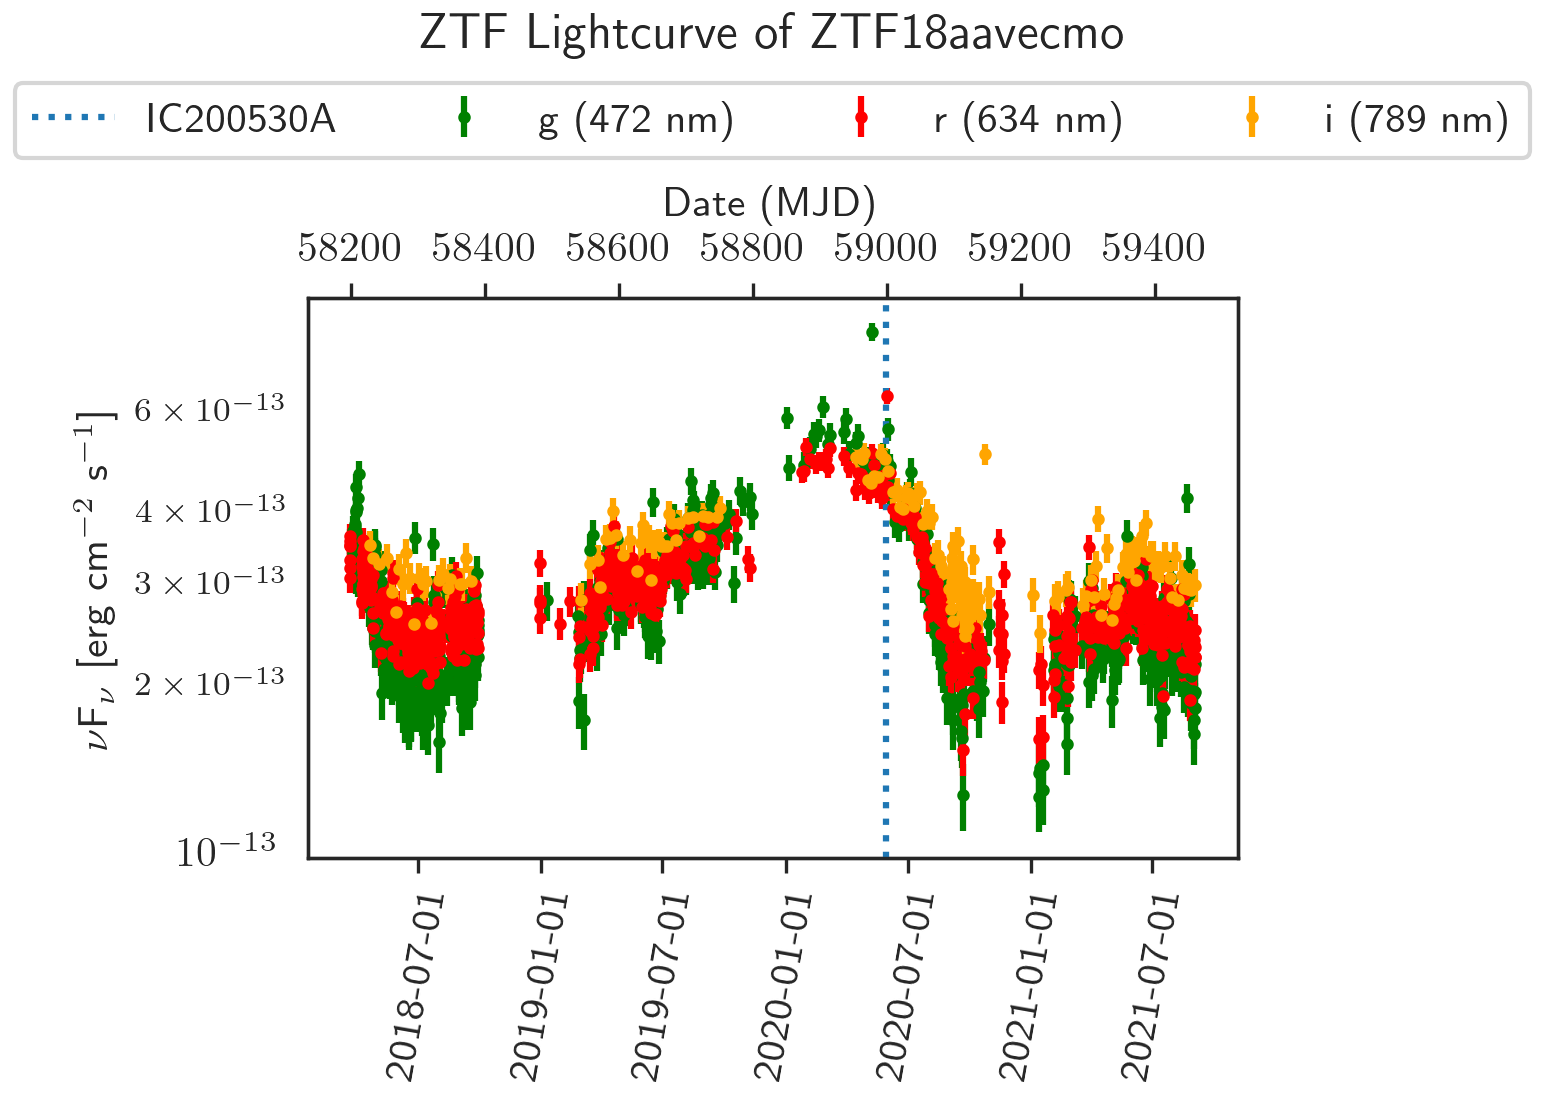 ZTF Lightcurve of ZTF18aavecmo
IC200530A g (472 nm) r (634 nm) i (789 nm)
Date (MJD)
58200 58400 58600 58800 59000 59200 59400
νFν [erg cm−2 s−1]
6 × 10−13
4 × 10−13
3 × 10−13
2 × 10−13
10−13
2018-07-01 2019-01-01 2019-07-01 2020-01-01 2020-07-01 2021-01-01 2021-07-01